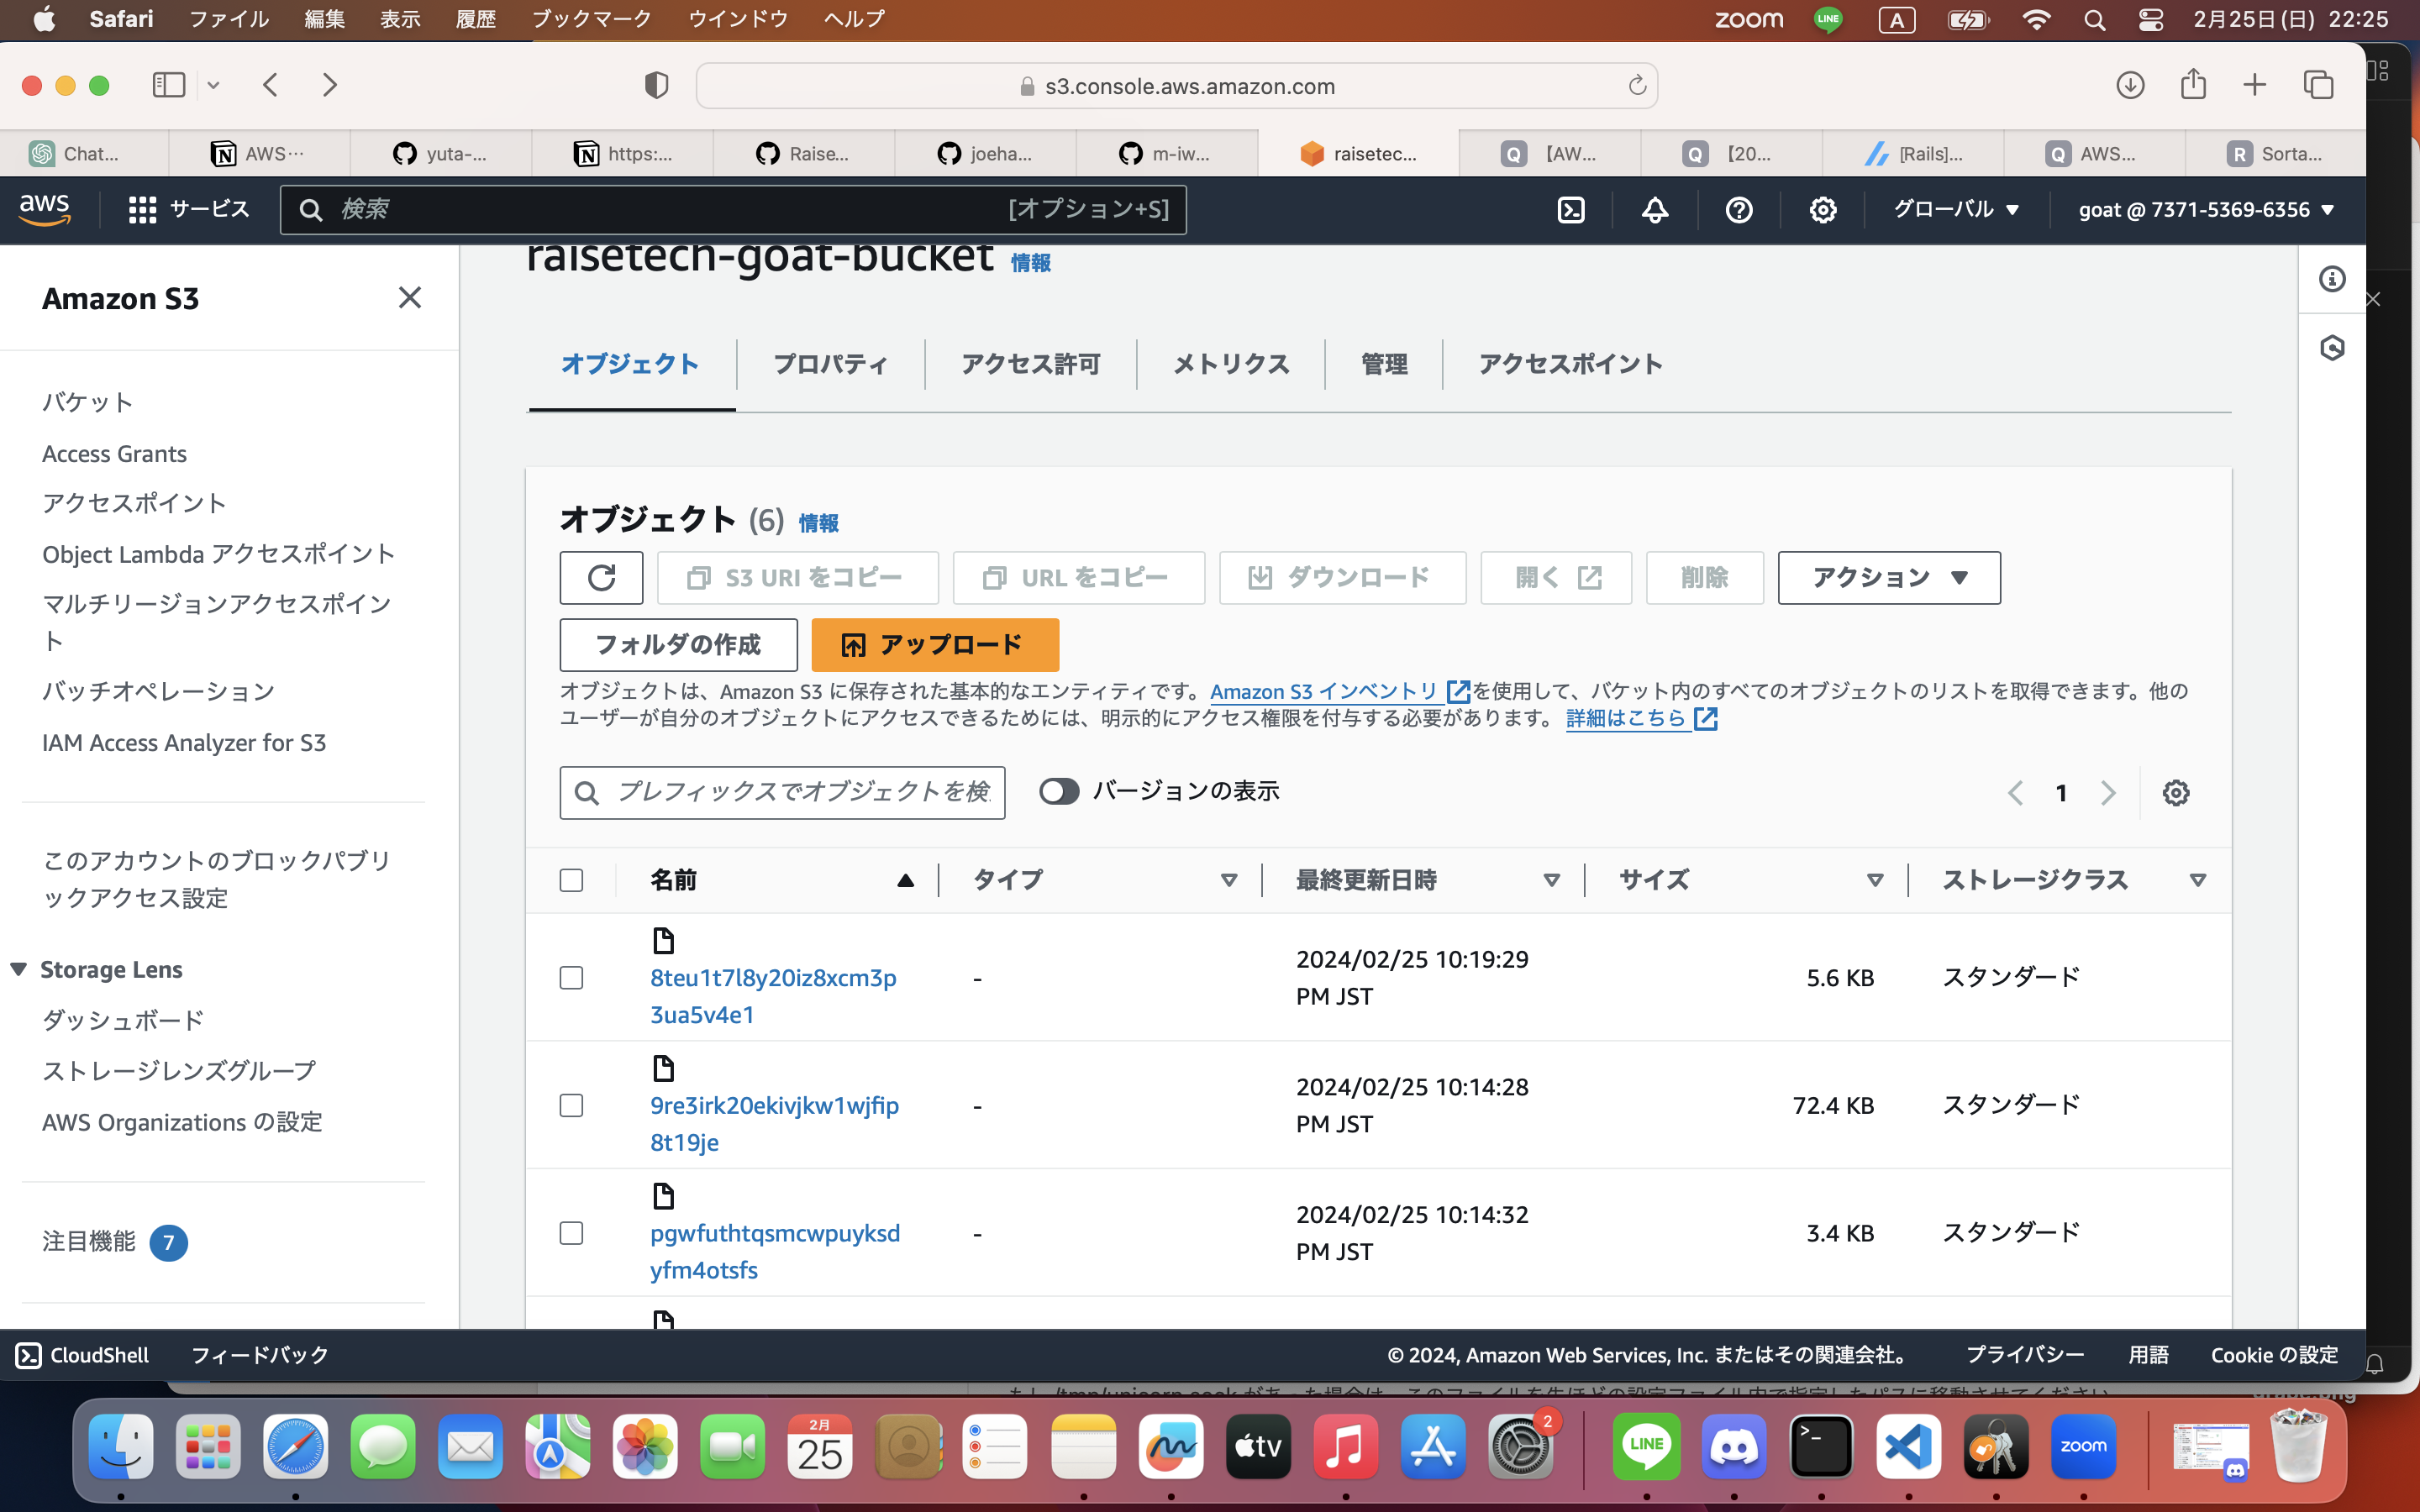 Safari ファイル 編集 表示 履歴 ブックマーク ウインドウ ヘルプ zoom LINE A 2月25日(日) 22:25
s3.console.aws.amazon.com
Chat... AWS… yuta-... https:... Raise... joeha... m-iw... raisetec... 【AW... 【20... [Rails]... AWS... Sorta...
aws サービス 検索 [オプション+S] グローバル goat @ 7371-5369-6356
Amazon S3
バケット
Access Grants
アクセスポイント
Object Lambda アクセスポイント
マルチリージョンアクセスポイン
ト
バッチオペレーション
IAM Access Analyzer for S3
このアカウントのブロックパブリ
ックアクセス設定
Storage Lens
ダッシュボード
ストレージレンズグループ
AWS Organizations の設定
注目機能 7
raisetech-goat-bucket 情報
オブジェクト プロパティ アクセス許可 メトリクス 管理 アクセスポイント
オブジェクト (6) 情報
S3 URI をコピー URL をコピー ダウンロード 開く 削除 アクション
フォルダの作成 アップロード
オブジェクトは、Amazon S3 に保存された基本的なエンティティです。Amazon S3 インベントリ を使用して、バケット内のすべてのオブジェクトのリストを取得できます。他の
ユーザーが自分のオブジェクトにアクセスできるためには、明示的にアクセス権限を付与する必要があります。 詳細はこちら
プレフィックスでオブジェクトを検 バージョンの表示 1
名前 タイプ 最終更新日時 サイズ ストレージクラス
8teu1t7l8y20iz8xcm3p
3ua5v4e1
-
2024/02/25 10:19:29
PM JST
5.6 KB
スタンダード
9re3irk20ekivjkw1wjfip
8t19je
-
2024/02/25 10:14:28
PM JST
72.4 KB
スタンダード
pgwfuthtqsmcwpuyksd
yfm4otsfs
-
2024/02/25 10:14:32
PM JST
3.4 KB
スタンダード
CloudShell フィードバック © 2024, Amazon Web Services, Inc. またはその関連会社。 プライバシー 用語 Cookie の設定
2月
25
tv
2
LINE
zoom